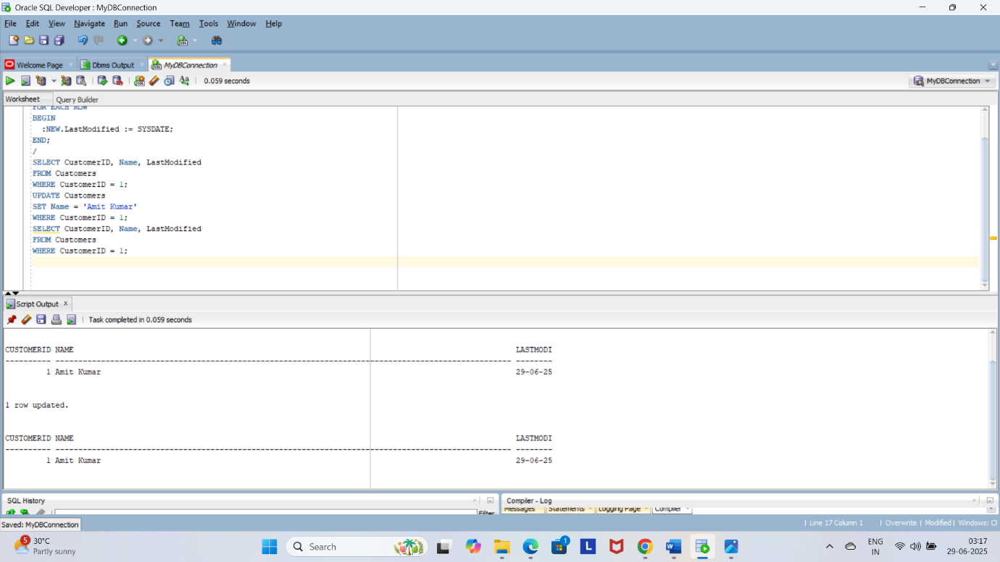 Oracle SQL Developer : MyDBConnection
File Edit View Navigate Run Source Team Tools Window Help
Welcome Page Dbms Output MyDBConnection
0.059 seconds MyDBConnection
Worksheet Query Builder
FOR EACH ROW
BEGIN
:NEW.LastModified := SYSDATE;
END;
/
SELECT CustomerID, Name, LastModified
FROM Customers
WHERE CustomerID = 1;
UPDATE Customers
SET Name = 'Amit Kumar'
WHERE CustomerID = 1;
SELECT CustomerID, Name, LastModified
FROM Customers
WHERE CustomerID = 1;
Script Output
Task completed in 0.059 seconds
CUSTOMERID NAME LASTMODI
1 Amit Kumar 29-06-25
1 row updated.
CUSTOMERID NAME LASTMODI
1 Amit Kumar 29-06-25
SQL History Compiler - Log
Filter Messages Statements Logging Page Compiler
Saved: MyDBConnection Line 17 Column 1 | Overwrite | Modified | Windows: Cl
5 30°C
Partly sunny
Search
1
ENG
IN
03:17
29-06-2025